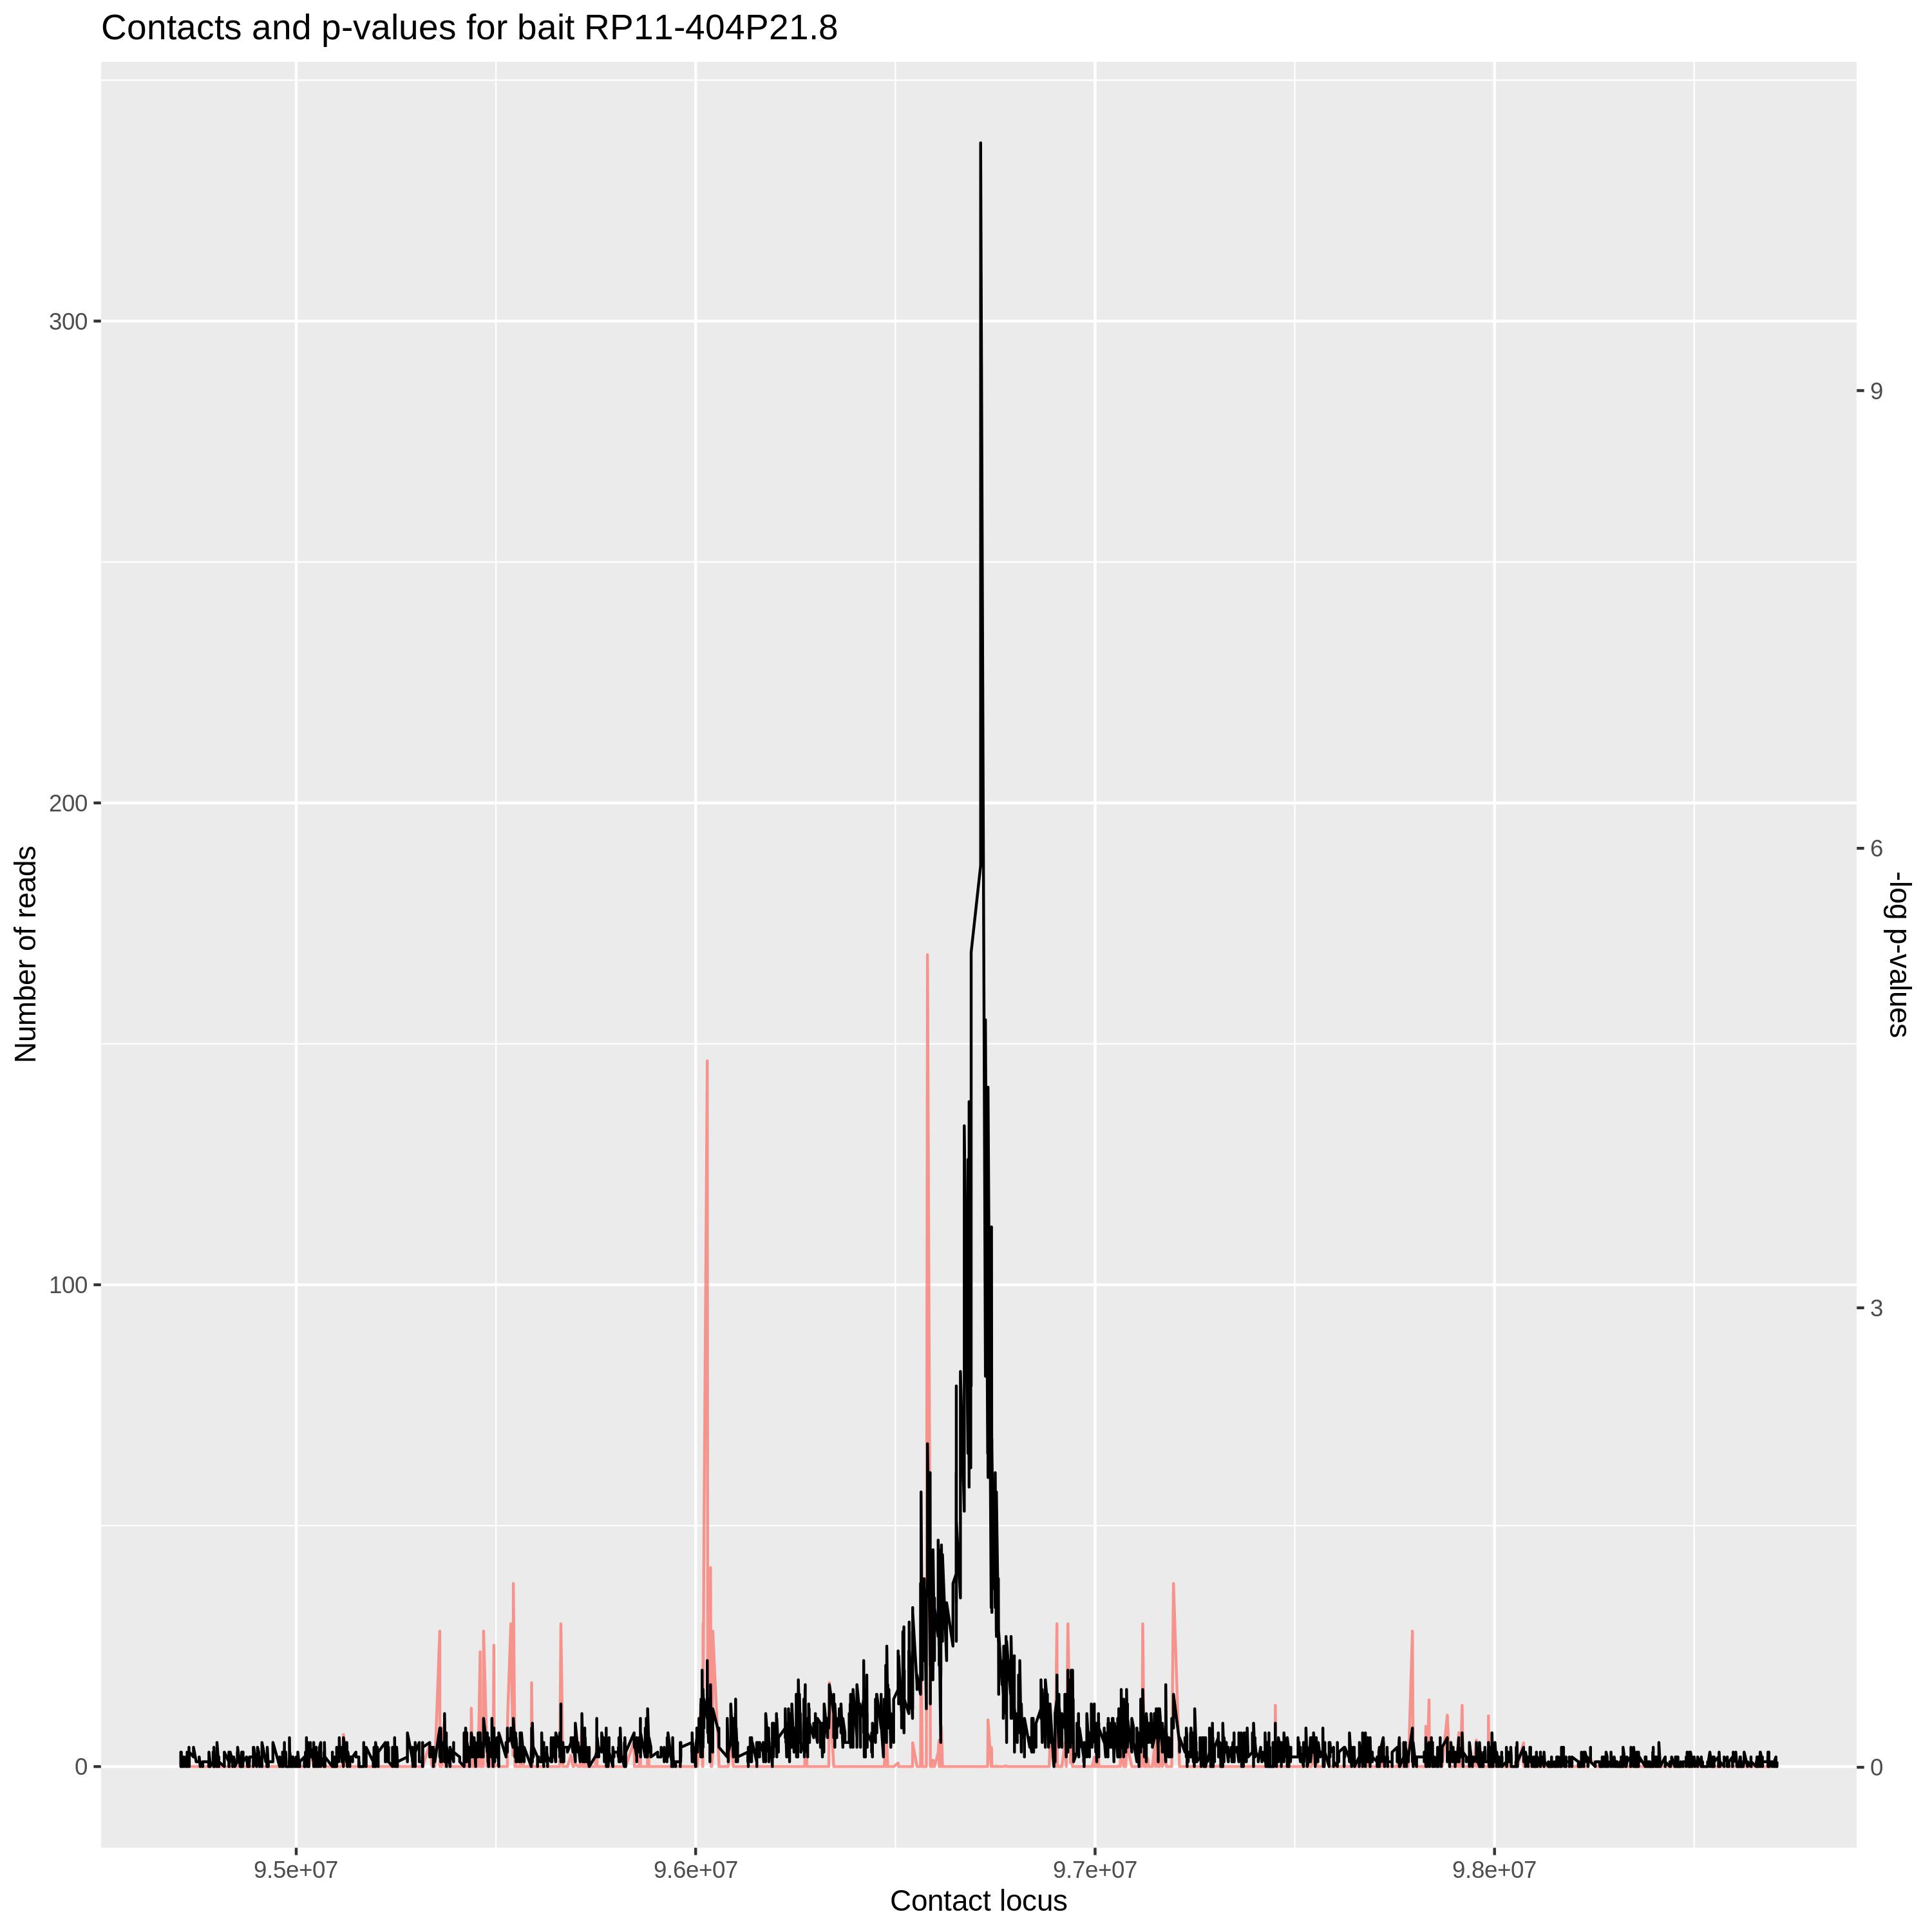 Contacts and p-values for bait RP11-404P21.8
Number of reads
300
200
100
0
9
6
3
0
-log p-values
9.5e+07
9.6e+07
9.7e+07
9.8e+07
Contact locus